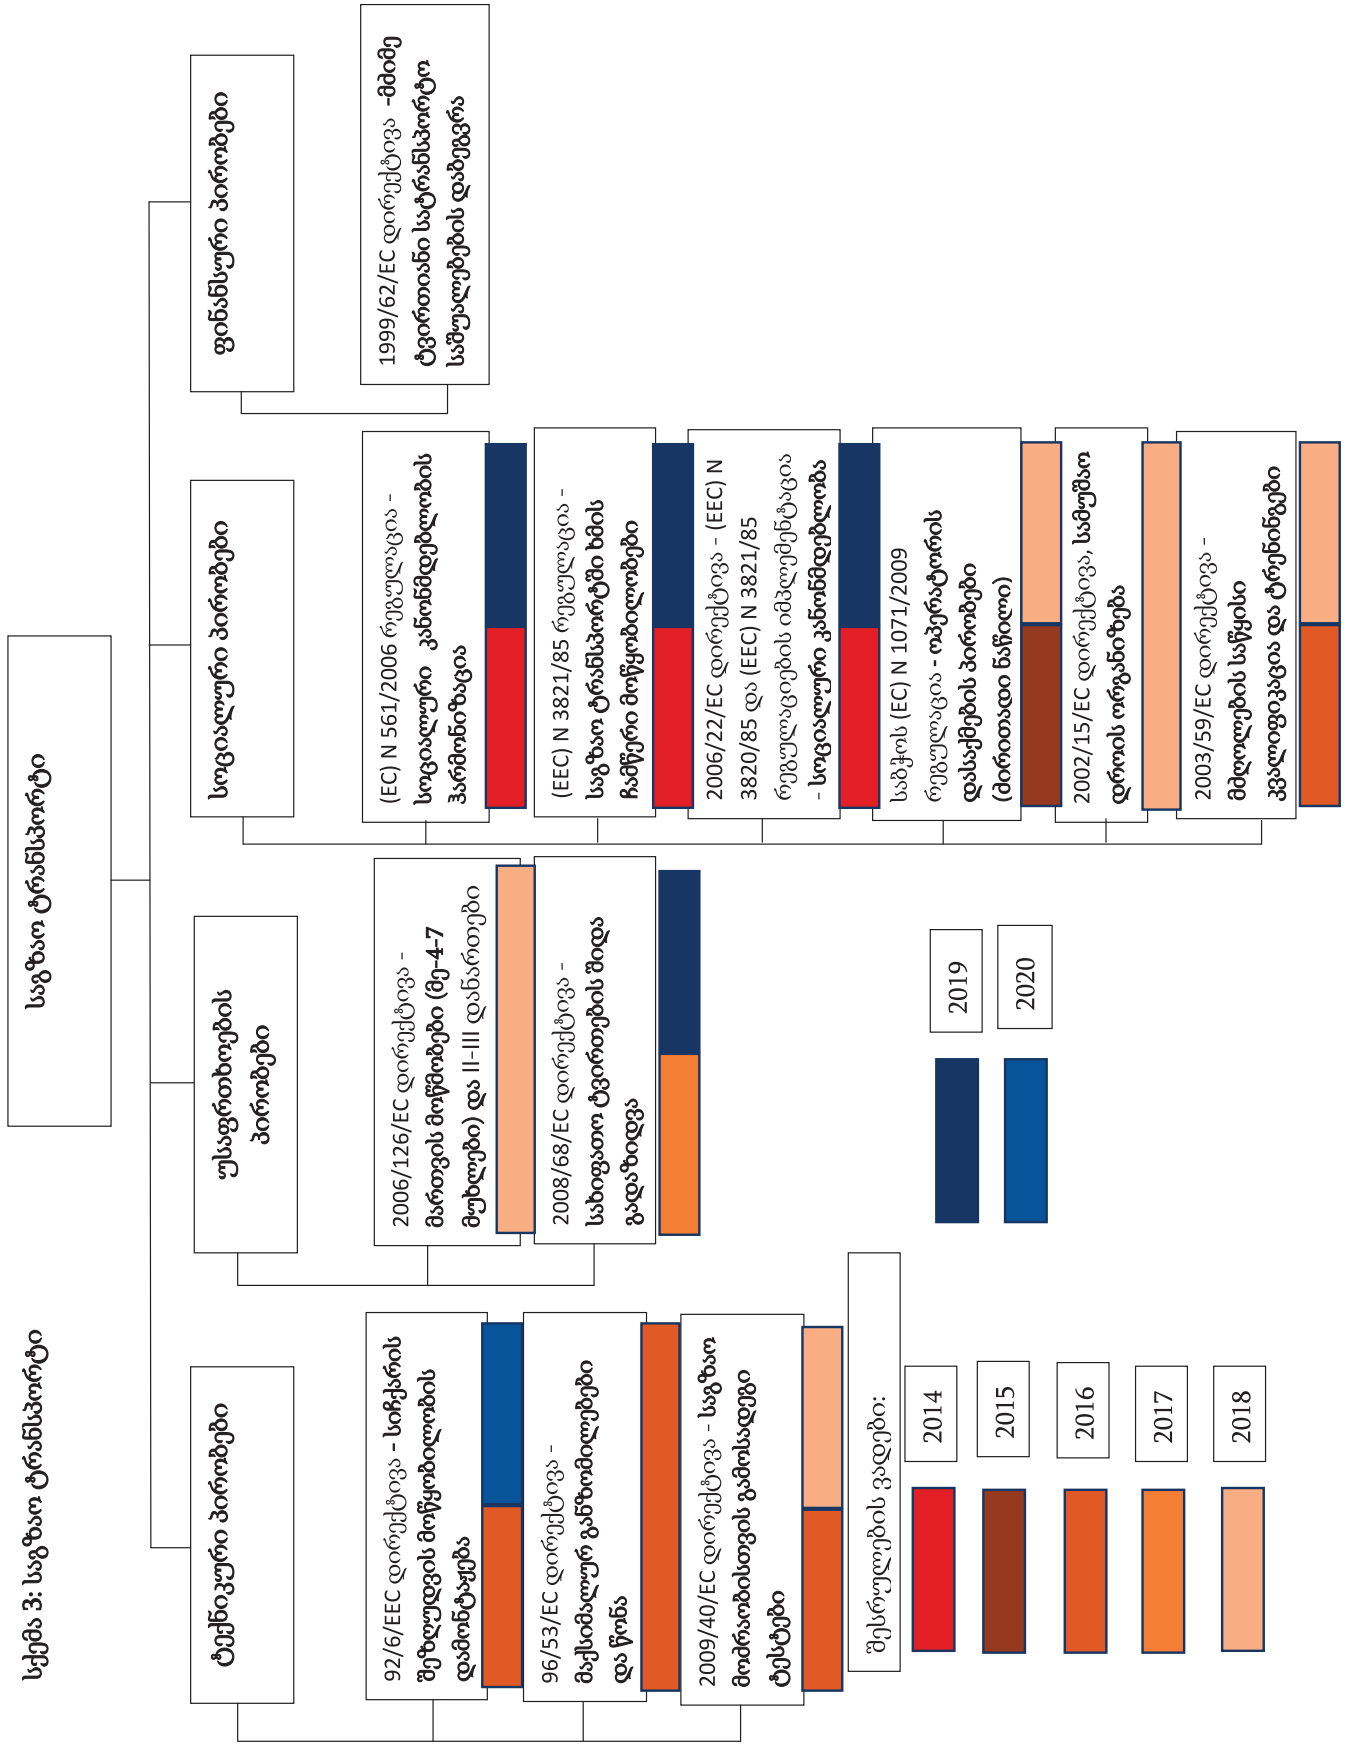 სქემა 3: საგზაო ტრანსპორტი
საგზაო ტრანსპორტი
ტექნიკური პირობები
92/6/EEC დირექტივა - სიჩქარის
შეზღუდვის მოწყობილობის
დამონტაჟება
96/53/EC დირექტივა -
მაქსიმალურ განზომილებები
და წონა
2009/40/EC დირექტივა - საგზაო
მოძრაობისთვის გამოსადეგი
ტესტები
უსაფრთხოების
პირობები
2006/126/EC დირექტივა -
მართვის მოწმობები (მე-4-7
მუხლები) და II-III დანართები
2008/68/EC დირექტივა -
სახიფათო ტვირთების შიდა
გადაზიდვა
სოციალური პირობები
(EC) N 561/2006 რეგულაცია -
სოციალური კანონმდებლობის
ჰარმონიზაცია
(EEC) N 3821/85 რეგულაცია -
საგზაო ტრანსპორტში ხმის
ჩამწერი მოწყობილობები
2006/22/EC დირექტივა - (EEC) N
3820/85 და (EEC) N 3821/85
რეგულაციების იმპლემენტაცია
- სოციალური კანონმდებლობა
საბჭოს (EC) N 1071/2009
რეგულაცია - ოპერატორის
დასაქმების პირობები
(ძირითადი ნაწილი)
2002/15/EC დირექტივა, სამუშაო
დროის ორგანიზება
2003/59/EC დირექტივა -
მძღოლების საწყისი
კვალიფიკაცია და ტრენინგები
ფინანსური პირობები
1999/62/EC დირექტივა -მძიმე
ტვირთიანი სატრანსპორტო
საშუალებების დაბეგვრა
შესრულების ვადები:
2014
2015
2016
2017
2018
2019
2020